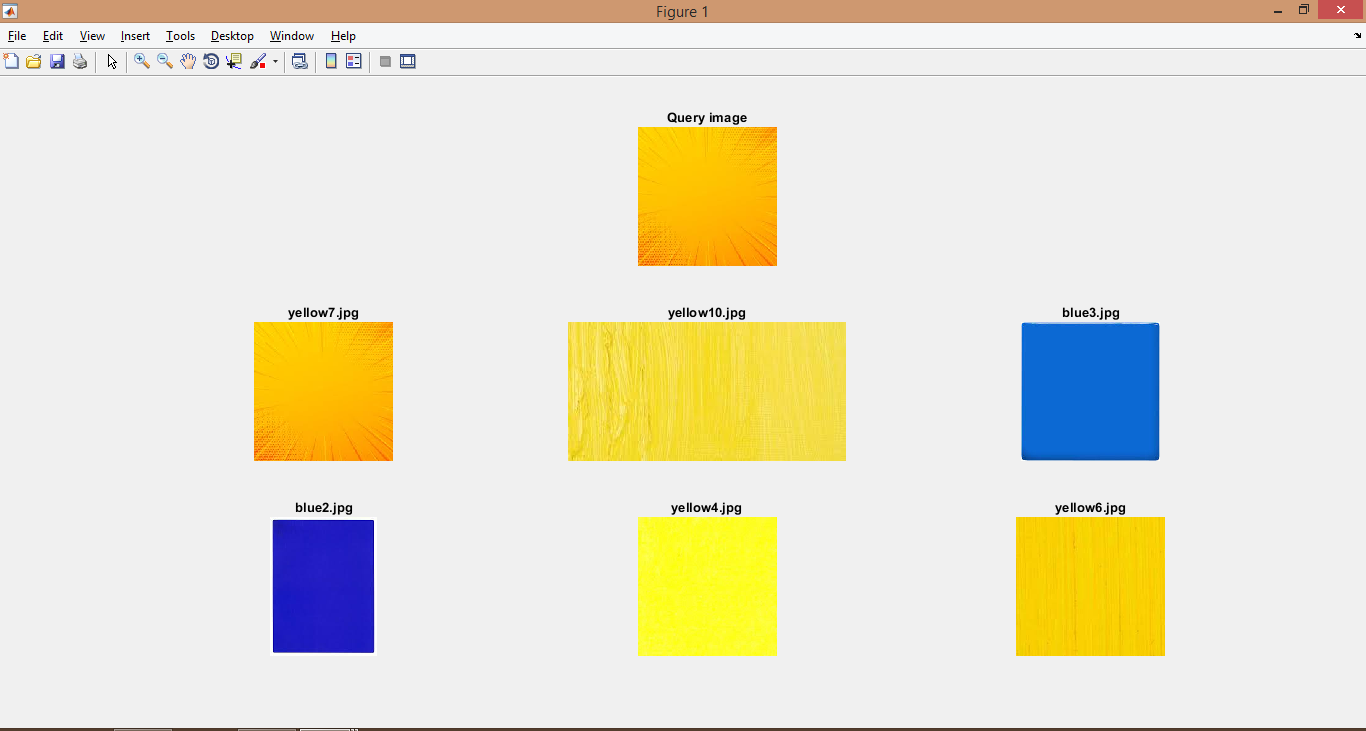 Figure 1
File Edit View Insert Tools Desktop Window Help
Query image
yellow7.jpg yellow10.jpg blue3.jpg
blue2.jpg yellow4.jpg yellow6.jpg